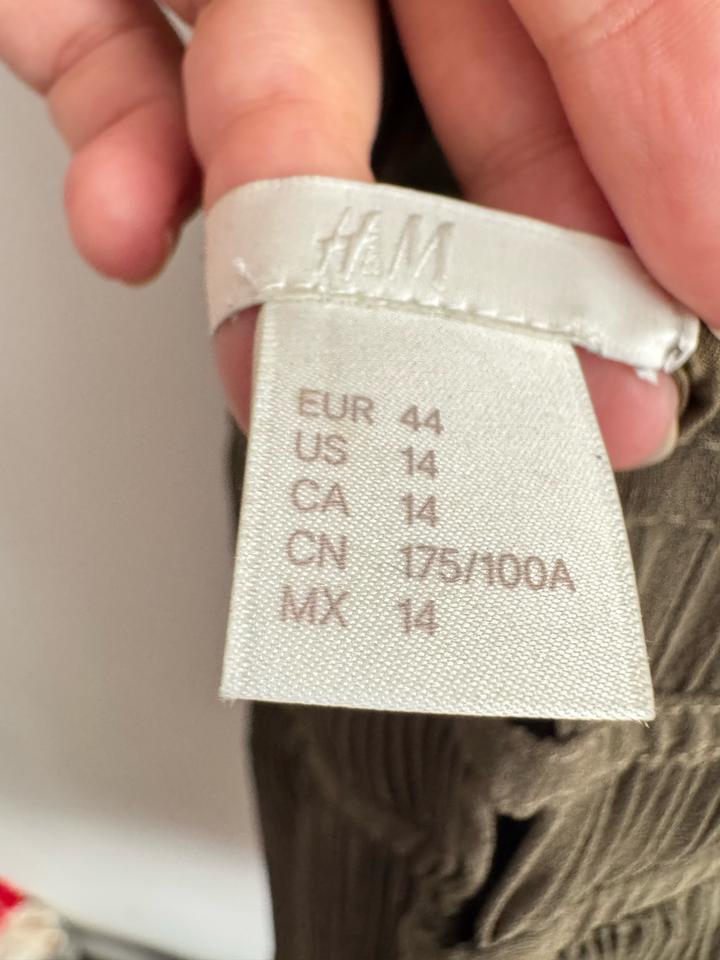 H&M
EUR 44
US 14
CA 14
CN 175/100A
MX 14